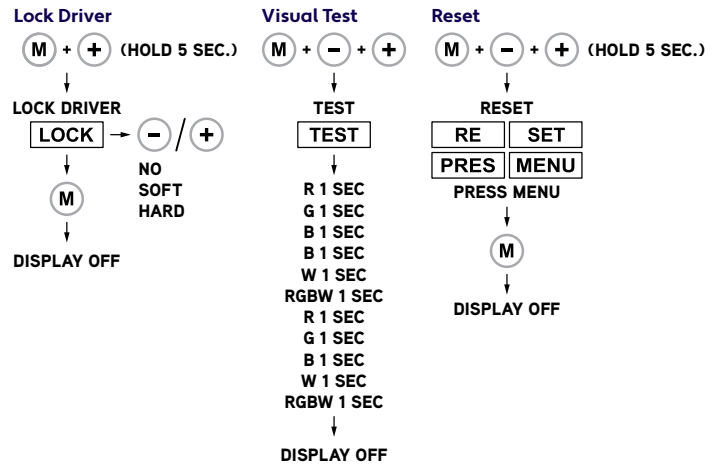 Lock Driver
M + + (HOLD 5 SEC.)
LOCK DRIVER
LOCK
− / +
NO
SOFT
HARD
M
DISPLAY OFF
Visual Test
M + − + +
TEST
TEST
R 1 SEC
G 1 SEC
B 1 SEC
B 1 SEC
W 1 SEC
RGBW 1 SEC
R 1 SEC
G 1 SEC
B 1 SEC
W 1 SEC
RGBW 1 SEC
DISPLAY OFF
Reset
M + − + + (HOLD 5 SEC.)
RESET
RE SET
PRES MENU
PRESS MENU
M
DISPLAY OFF